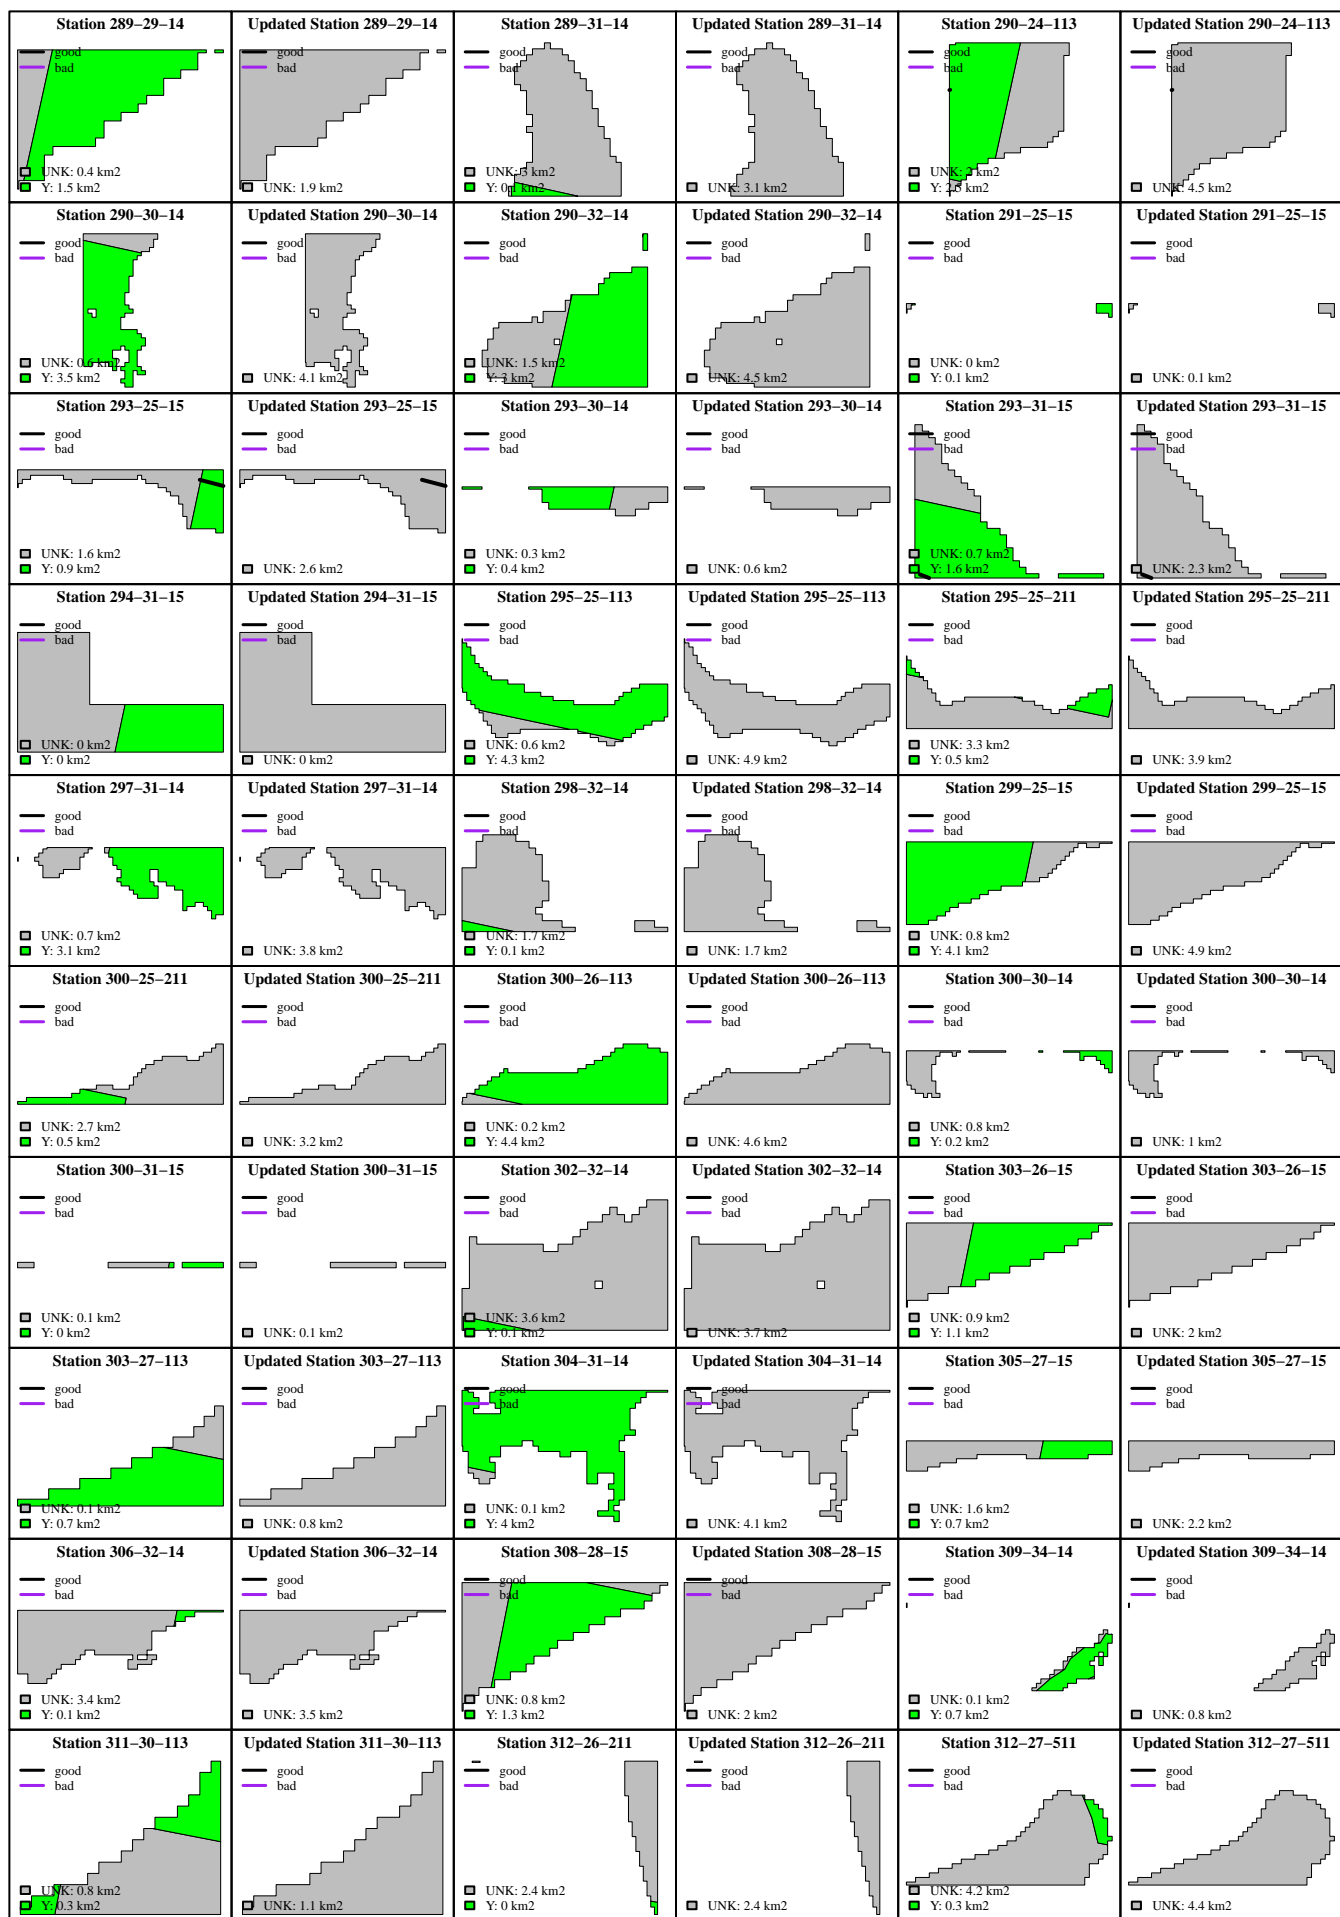 Station 289−29−14
good
bad
UNK: 0.4 km2
Y: 1.5 km2
Updated Station 289−29−14
good
bad
UNK: 1.9 km2
Station 289−31−14
good
bad
UNK: 3 km2
Y: 0.1 km2
Updated Station 289−31−14
good
bad
UNK: 3.1 km2
Station 290−24−113
good
bad
UNK: 2 km2
Y: 2.5 km2
Updated Station 290−24−113
good
bad
UNK: 4.5 km2
Station 290−30−14
good
bad
UNK: 0.6 km2
Y: 3.5 km2
Updated Station 290−30−14
good
bad
UNK: 4.1 km2
Station 290−32−14
good
bad
UNK: 1.5 km2
Y: 3 km2
Updated Station 290−32−14
good
bad
UNK: 4.5 km2
Station 291−25−15
good
bad
UNK: 0 km2
Y: 0.1 km2
Updated Station 291−25−15
good
bad
UNK: 0.1 km2
Station 293−25−15
good
bad
UNK: 1.6 km2
Y: 0.9 km2
Updated Station 293−25−15
good
bad
UNK: 2.6 km2
Station 293−30−14
good
bad
UNK: 0.3 km2
Y: 0.4 km2
Updated Station 293−30−14
good
bad
UNK: 0.6 km2
Station 293−31−15
good
bad
UNK: 0.7 km2
Y: 1.6 km2
Updated Station 293−31−15
good
bad
UNK: 2.3 km2
Station 294−31−15
good
bad
UNK: 0 km2
Y: 0 km2
Updated Station 294−31−15
good
bad
UNK: 0 km2
Station 295−25−113
good
bad
UNK: 0.6 km2
Y: 4.3 km2
Updated Station 295−25−113
good
bad
UNK: 4.9 km2
Station 295−25−211
good
bad
UNK: 3.3 km2
Y: 0.5 km2
Updated Station 295−25−211
good
bad
UNK: 3.9 km2
Station 297−31−14
good
bad
UNK: 0.7 km2
Y: 3.1 km2
Updated Station 297−31−14
good
bad
UNK: 3.8 km2
Station 298−32−14
good
bad
UNK: 1.7 km2
Y: 0.1 km2
Updated Station 298−32−14
good
bad
UNK: 1.7 km2
Station 299−25−15
good
bad
UNK: 0.8 km2
Y: 4.1 km2
Updated Station 299−25−15
good
bad
UNK: 4.9 km2
Station 300−25−211
good
bad
UNK: 2.7 km2
Y: 0.5 km2
Updated Station 300−25−211
good
bad
UNK: 3.2 km2
Station 300−26−113
good
bad
UNK: 0.2 km2
Y: 4.4 km2
Updated Station 300−26−113
good
bad
UNK: 4.6 km2
Station 300−30−14
good
bad
UNK: 0.8 km2
Y: 0.2 km2
Updated Station 300−30−14
good
bad
UNK: 1 km2
Station 300−31−15
good
bad
UNK: 0.1 km2
Y: 0 km2
Updated Station 300−31−15
good
bad
UNK: 0.1 km2
Station 302−32−14
good
bad
UNK: 3.6 km2
Y: 0.1 km2
Updated Station 302−32−14
good
bad
UNK: 3.7 km2
Station 303−26−15
good
bad
UNK: 0.9 km2
Y: 1.1 km2
Updated Station 303−26−15
good
bad
UNK: 2 km2
Station 303−27−113
good
bad
UNK: 0.1 km2
Y: 0.7 km2
Updated Station 303−27−113
good
bad
UNK: 0.8 km2
Station 304−31−14
good
bad
UNK: 0.1 km2
Y: 4 km2
Updated Station 304−31−14
good
bad
UNK: 4.1 km2
Station 305−27−15
good
bad
UNK: 1.6 km2
Y: 0.7 km2
Updated Station 305−27−15
good
bad
UNK: 2.2 km2
Station 306−32−14
good
bad
UNK: 3.4 km2
Y: 0.1 km2
Updated Station 306−32−14
good
bad
UNK: 3.5 km2
Station 308−28−15
good
bad
UNK: 0.8 km2
Y: 1.3 km2
Updated Station 308−28−15
good
bad
UNK: 2 km2
Station 309−34−14
good
bad
UNK: 0.1 km2
Y: 0.7 km2
Updated Station 309−34−14
good
bad
UNK: 0.8 km2
Station 311−30−113
good
bad
UNK: 0.8 km2
Y: 0.3 km2
Updated Station 311−30−113
good
bad
UNK: 1.1 km2
Station 312−26−211
good
bad
UNK: 2.4 km2
Y: 0 km2
Updated Station 312−26−211
good
bad
UNK: 2.4 km2
Station 312−27−511
good
bad
UNK: 4.2 km2
Y: 0.3 km2
Updated Station 312−27−511
good
bad
UNK: 4.4 km2